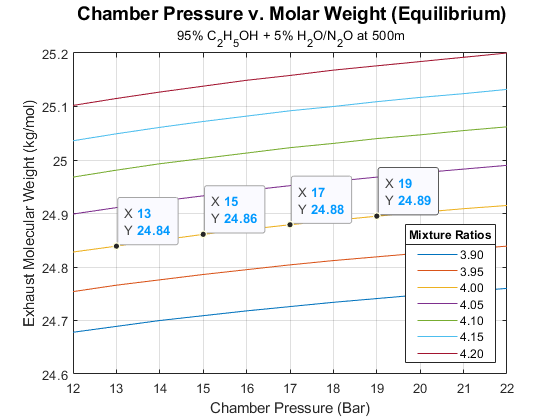 Chamber Pressure v. Molar Weight (Equilibrium)
95% C₂H₅OH + 5% H₂O/N₂O at 500m
Exhaust Molecular Weight (kg/mol)
25.2
25.1
25
24.9
24.8
24.7
24.6
X 13
Y 24.84
X 15
Y 24.86
X 17
Y 24.88
X 19
Y 24.89
Mixture Ratios
3.90
3.95
4.00
4.05
4.10
4.15
4.20
12 13 14 15 16 17 18 19 20 21 22
Chamber Pressure (Bar)